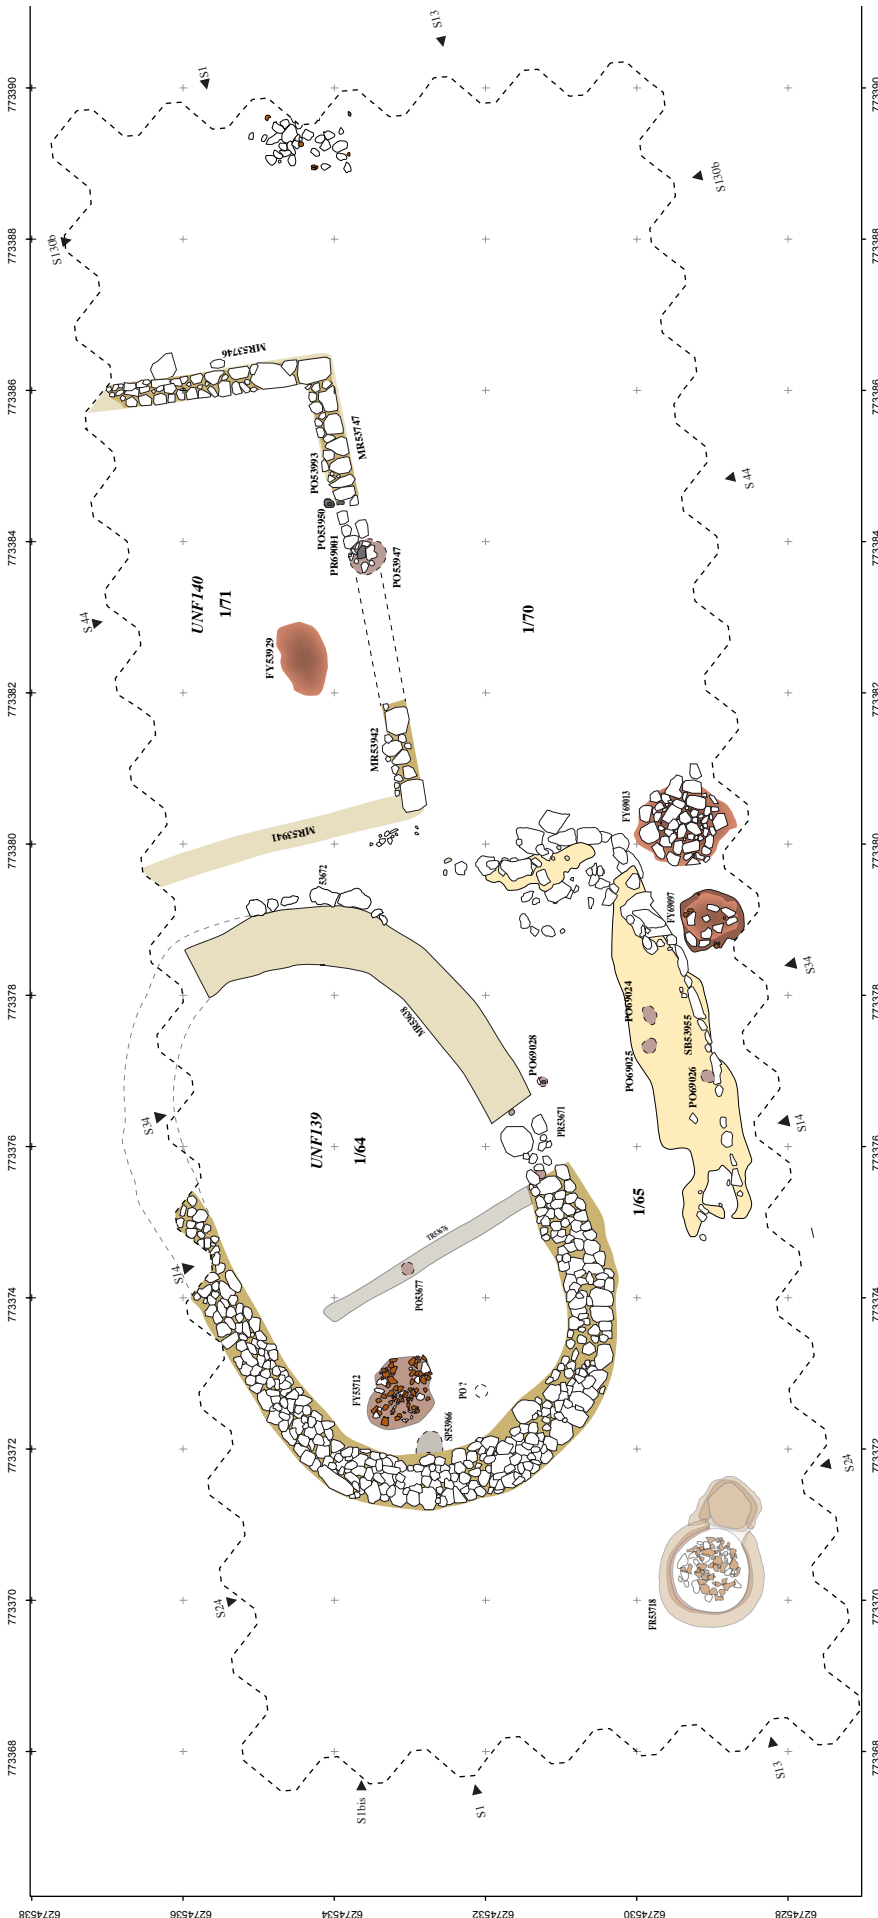 S13
S1
773390
773390
S130b
S130b
773388
773388
MR53746
773386
773386
MR53747
PO53993
S 44
PO53950
PR69001
773384
773384
PO53947
UNF140
1/71
1/70
S 44
FY53929
773382
773382
MR53942
FY69013
MR53941
773380
773380
53672
FY69097
S34
773378
773378
PO69024
MR53638
SB53955
PO69025
PO69028
PO69026
S34
UNF139
1/64
PR53671
S14
773376
773376
1/65
TR53676
S14
PO53677
773374
773374
FY53712
PO ?
SP53966
773372
773372
S24
S24
FR53718
773370
773370
S13
773368
773368
S1bis
S1
6274538
6274536
6274534
6274532
6274530
6274528